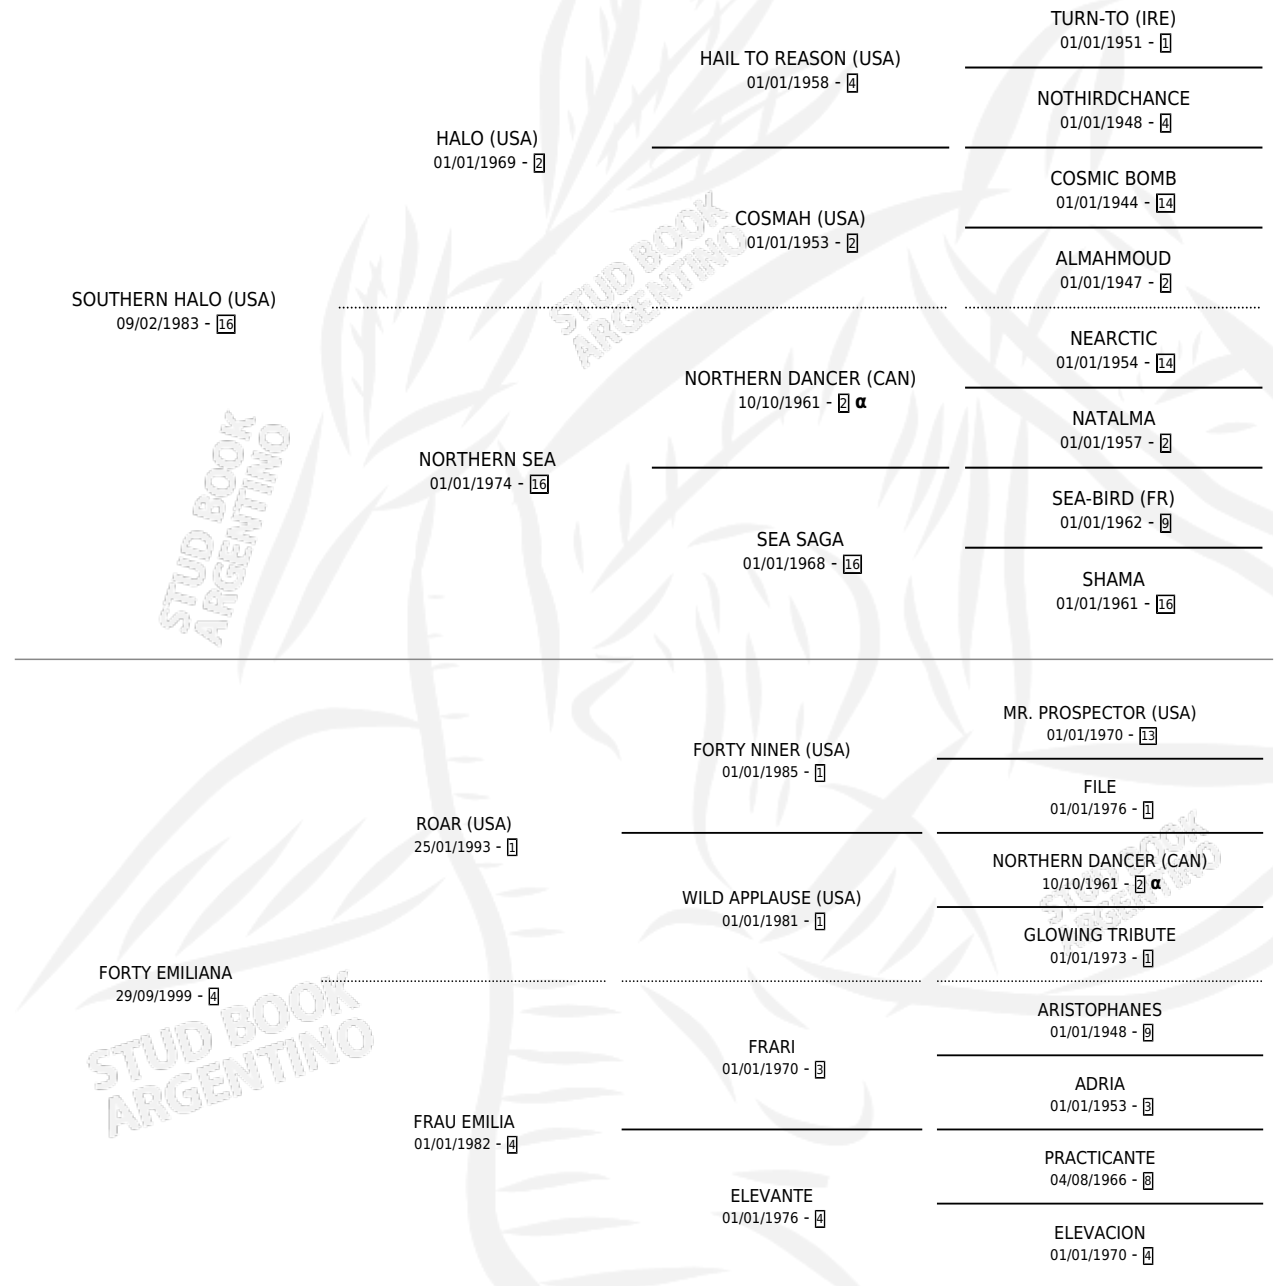 TURN-TO (IRE)
01/01/1951 - 1
HAIL TO REASON (USA)
01/01/1958 - 4
NOTHIRDCHANCE
01/01/1948 - 4
HALO (USA)
01/01/1969 - 2
COSMIC BOMB
01/01/1944 - 14
COSMAH (USA)
01/01/1953 - 2
ALMAHMOUD
01/01/1947 - 2
SOUTHERN HALO (USA)
09/02/1983 - 16
NEARCTIC
01/01/1954 - 14
NORTHERN DANCER (CAN)
10/10/1961 - 2 α
NATALMA
01/01/1957 - 2
NORTHERN SEA
01/01/1974 - 16
SEA-BIRD (FR)
01/01/1962 - 9
SEA SAGA
01/01/1968 - 16
SHAMA
01/01/1961 - 16
MR. PROSPECTOR (USA)
01/01/1970 - 13
FORTY NINER (USA)
01/01/1985 - 1
FILE
01/01/1976 - 1
ROAR (USA)
25/01/1993 - 1
NORTHERN DANCER (CAN)
10/10/1961 - 2 α
WILD APPLAUSE (USA)
01/01/1981 - 1
GLOWING TRIBUTE
01/01/1973 - 1
FORTY EMILIANA
29/09/1999 - 4
ARISTOPHANES
01/01/1948 - 9
FRARI
01/01/1970 - 3
ADRIA
01/01/1953 - 3
FRAU EMILIA
01/01/1982 - 4
PRACTICANTE
04/08/1966 - 8
ELEVANTE
01/01/1976 - 4
ELEVACION
01/01/1970 - 4
STUD BOOK
ARGENTINO
STUD BOOK
ARGENTINO
STUD BOOK
ARGENTINO
STUD BOOK
ARGENTINO